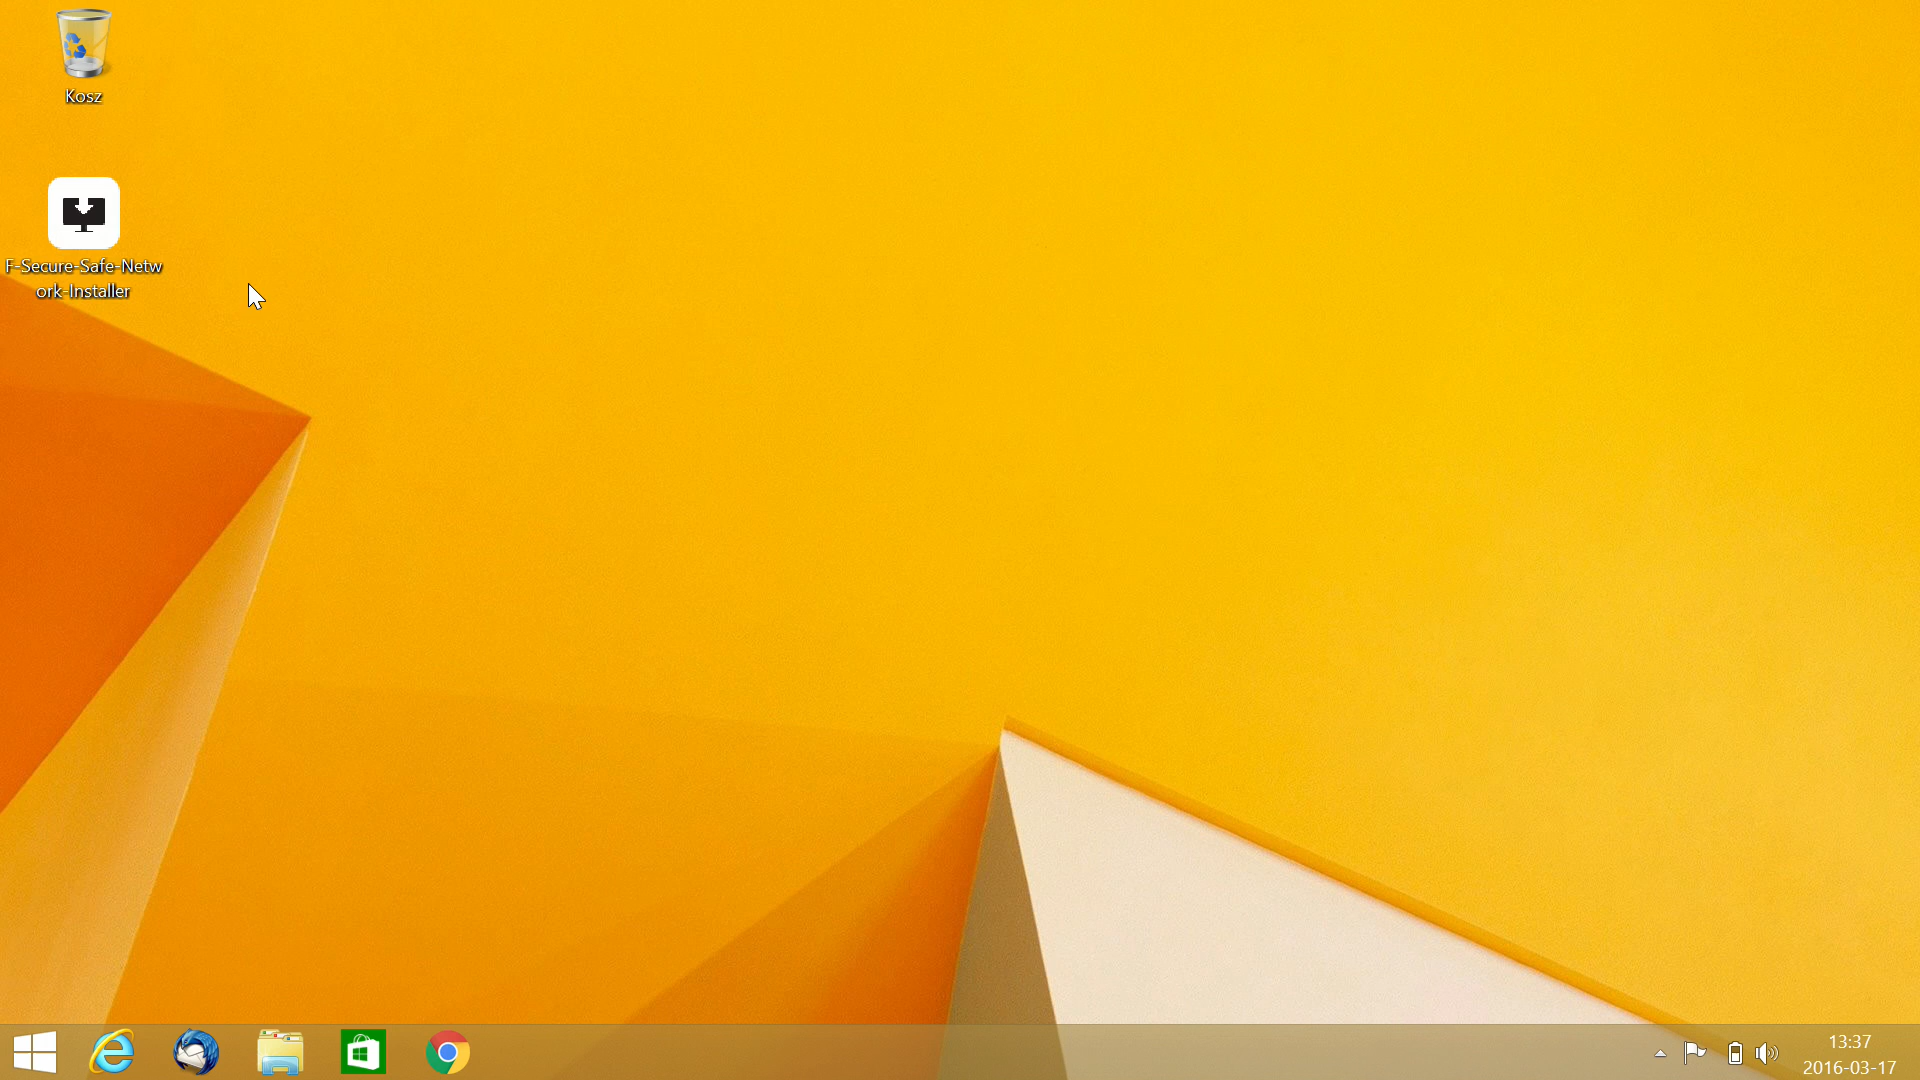 Kosz
F-Secure-Safe-Netw
ork-Installer
13:37
2016-03-17